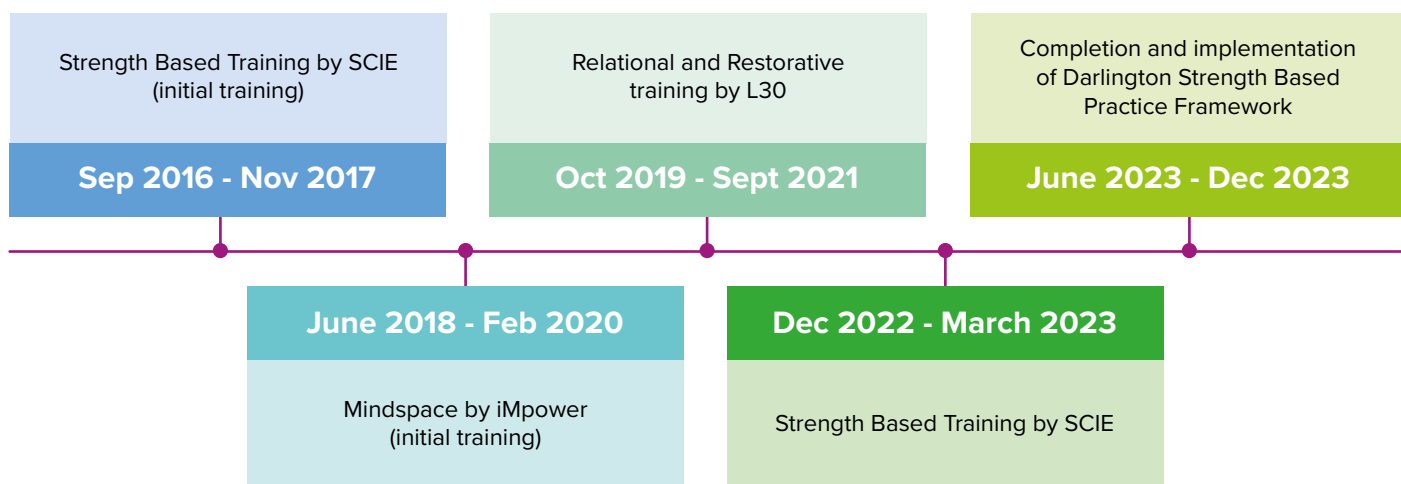 Strength Based Training by SCIE
(initial training)
Sep 2016 - Nov 2017
June 2018 - Feb 2020
Mindspace by iMpower
(initial training)
Relational and Restorative
training by L30
Oct 2019 - Sept 2021
Dec 2022 - March 2023
Strength Based Training by SCIE
Completion and implementation
of Darlington Strength Based
Practice Framework
June 2023 - Dec 2023